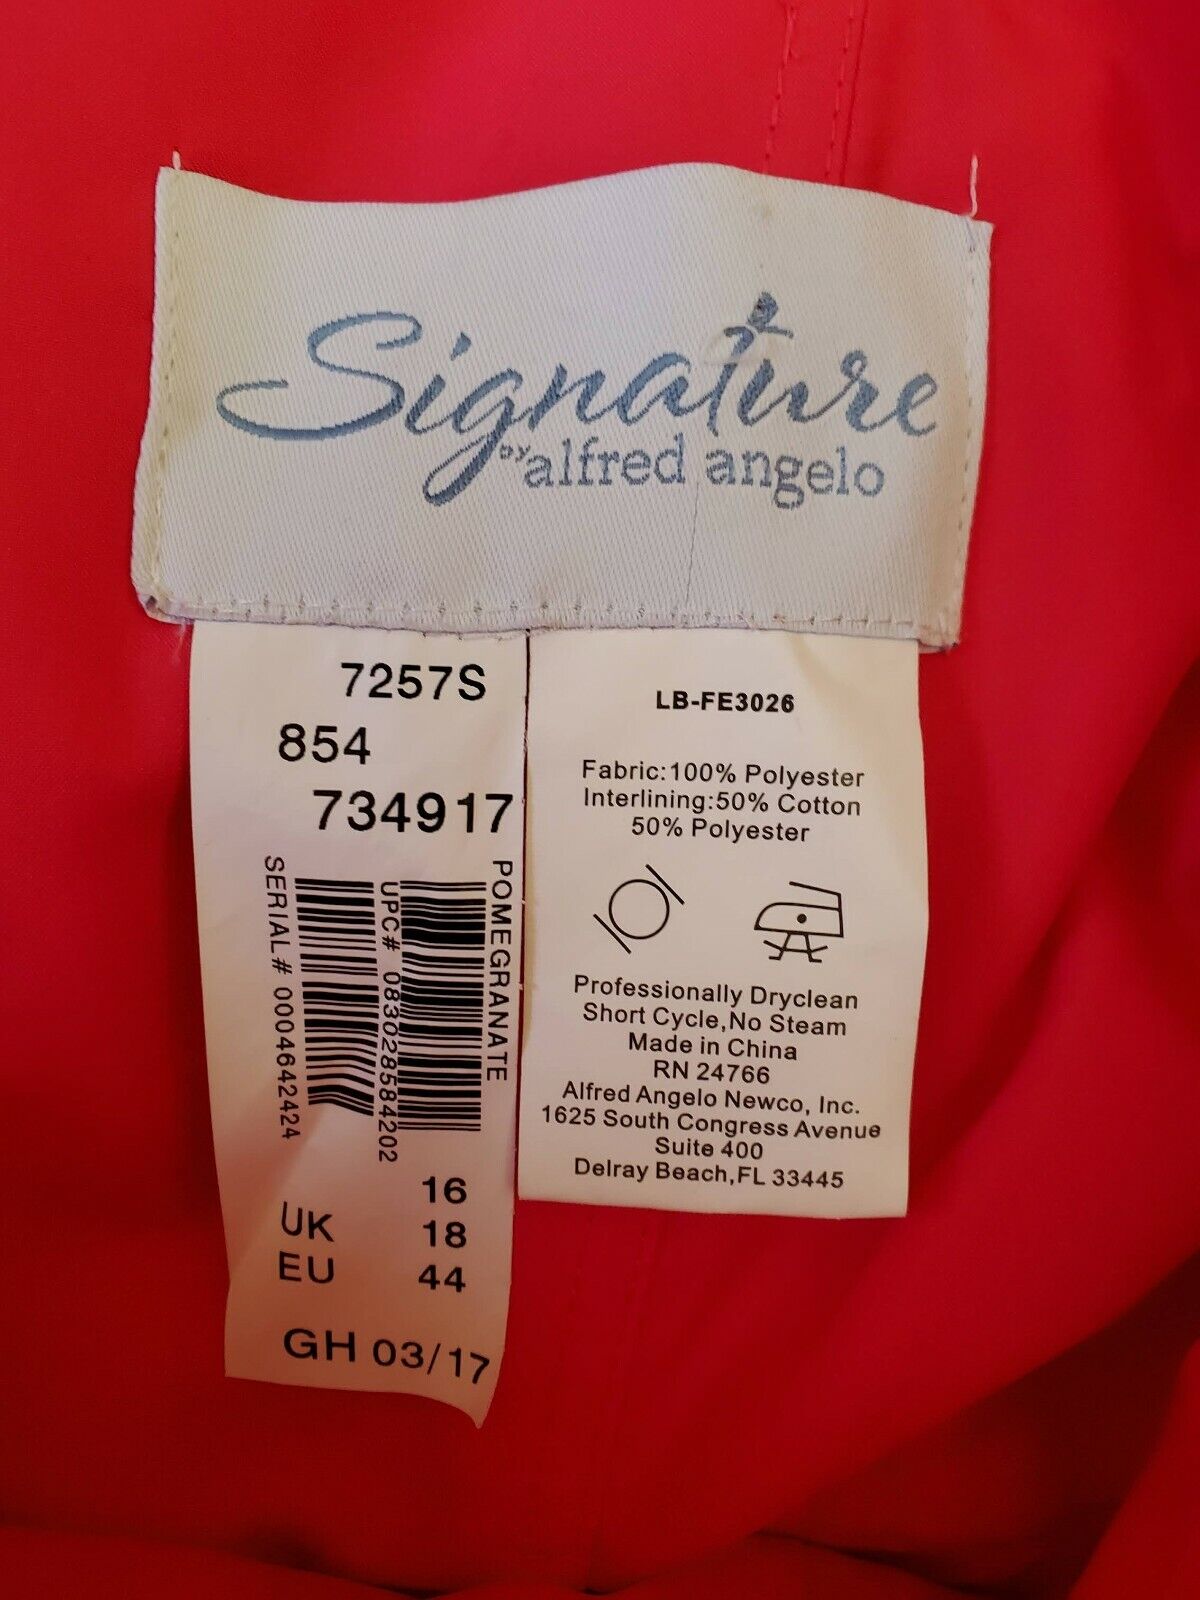 Signature
by alfred angelo
7257S
854
734917
POMEGRANATE
UPC# 083028584202
SERIAL# 000464242​4
16
UK 18
EU 44
GH 03/17
LB-FE3026
Fabric:100% Polyester
Interlining:50% Cotton
50% Polyester
Professionally Dryclean
Short Cycle,No Steam
Made in China
RN 24766
Alfred Angelo Newco, Inc.
1625 South Congress Avenue
Suite 400
Delray Beach,FL 33445